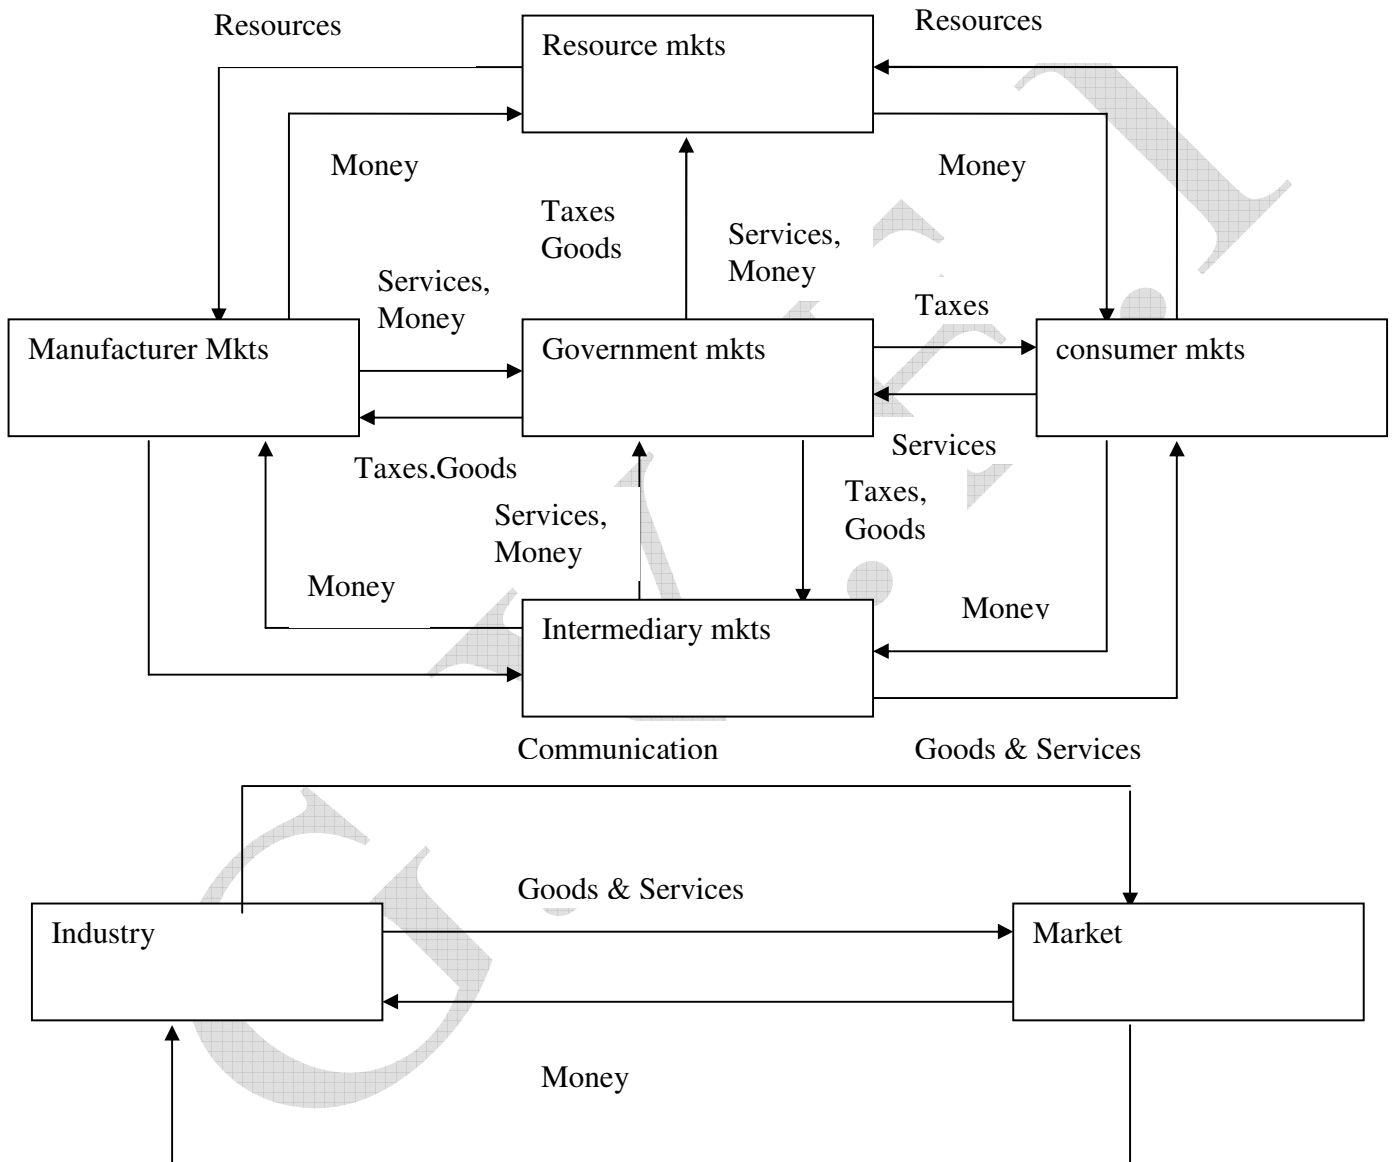 Resources
Resources
Resource mkts
Money
Money
Taxes
Goods
Services,
Money
Services,
Money
Taxes
Manufacturer Mkts
Government mkts
consumer mkts
Services
Taxes,Goods
Taxes,
Goods
Services,
Money
Money
Money
Intermediary mkts
Communication
Goods & Services
Goods & Services
Industry
Market
Money